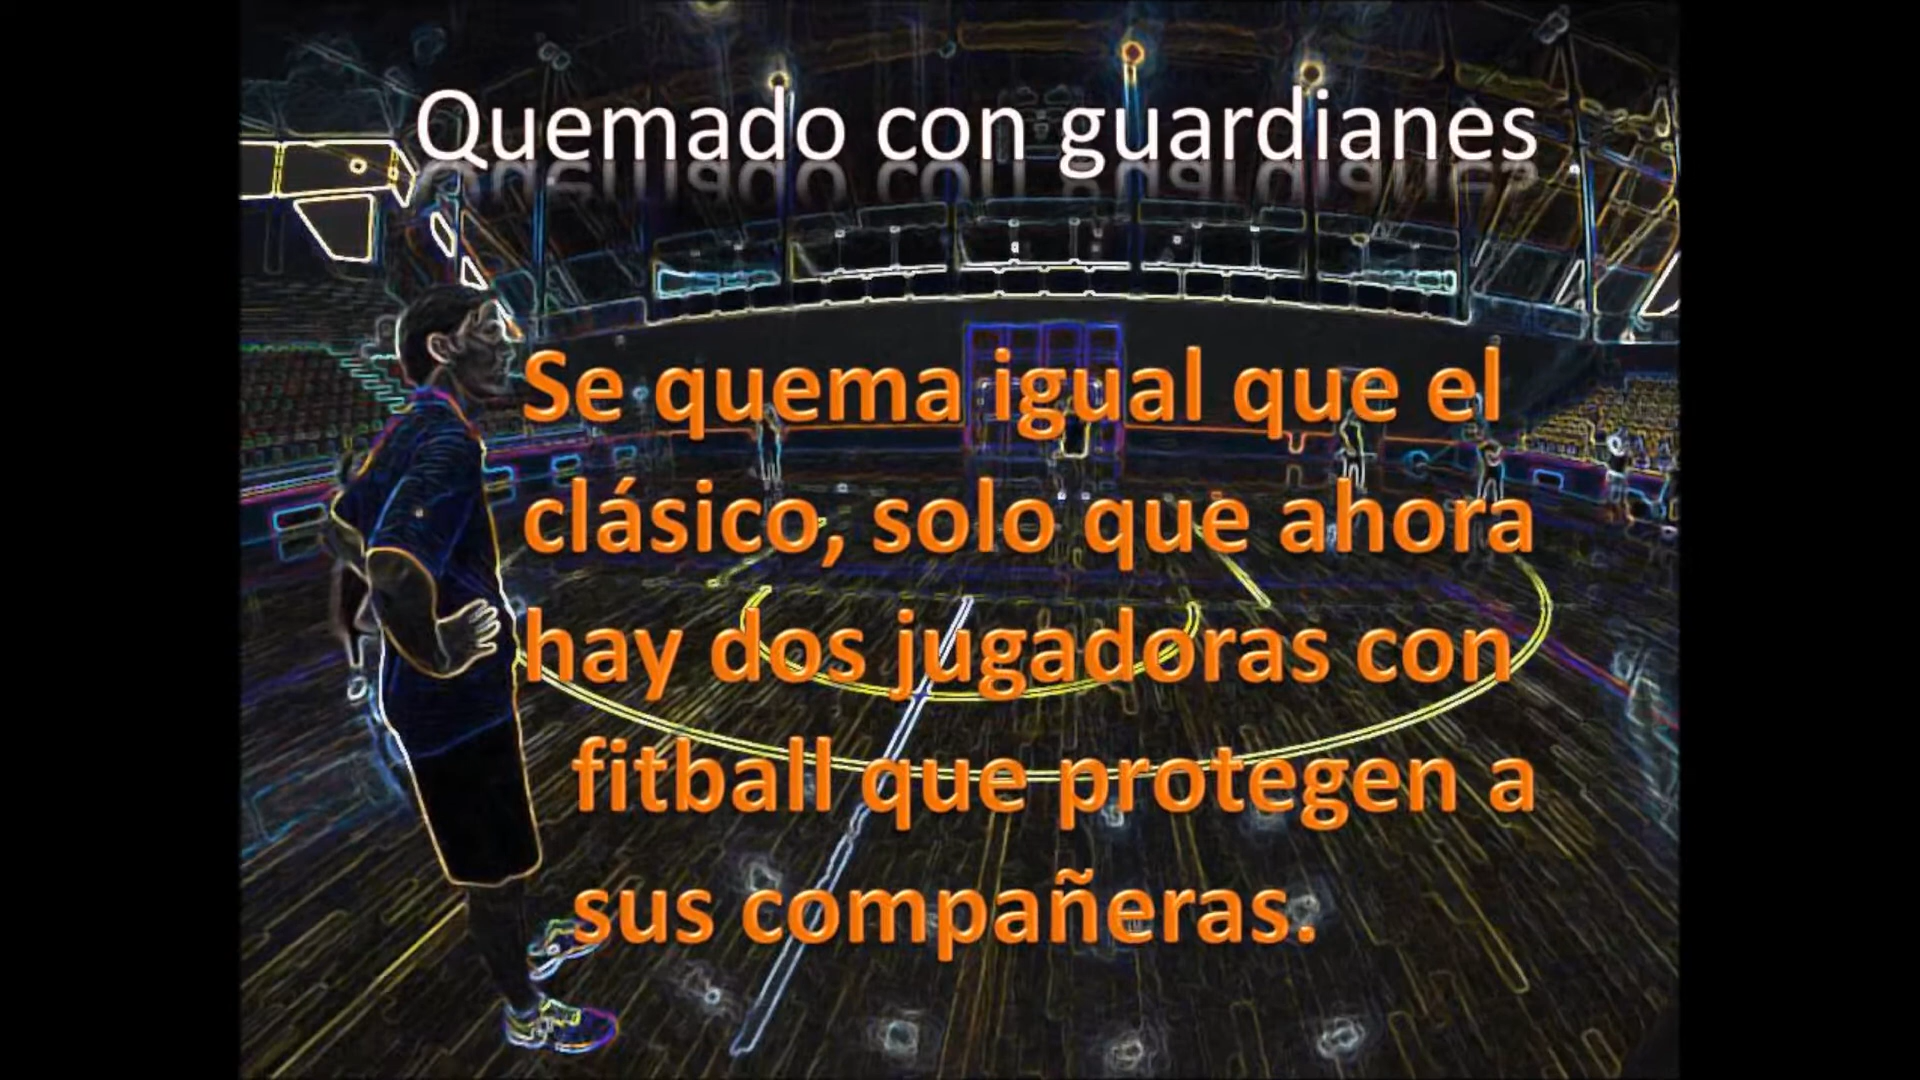 Quemado con guardianes
Se quema igual que el
clásico, solo que ahora
hay dos jugadoras con
fitball que protegen a
sus compañeras.